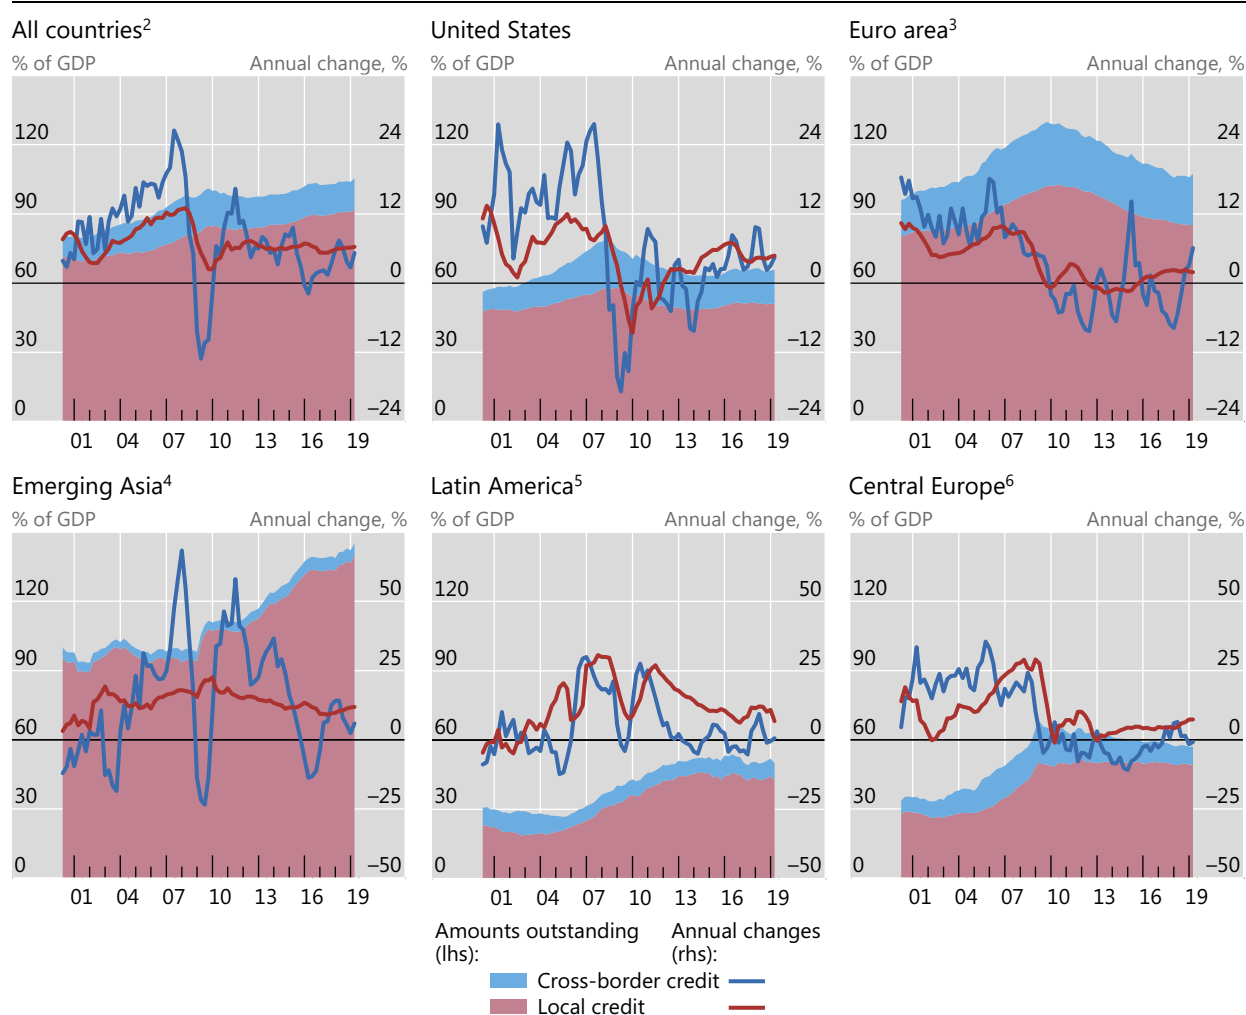 All countries²
% of GDP Annual change, %
120 24
90 12
60 0
30 –12
0 –24
01 04 07 10 13 16 19
United States
% of GDP Annual change, %
120 24
90 12
60 0
30 –12
0 –24
01 04 07 10 13 16 19
Euro area³
% of GDP Annual change, %
120 24
90 12
60 0
30 –12
0 –24
01 04 07 10 13 16 19
Emerging Asia⁴
% of GDP Annual change, %
120 50
90 25
60 0
30 –25
0 –50
01 04 07 10 13 16 19
Latin America⁵
% of GDP Annual change, %
120 50
90 25
60 0
30 –25
0 –50
01 04 07 10 13 16 19
Central Europe⁶
% of GDP Annual change, %
120 50
90 25
60 0
30 –25
0 –50
01 04 07 10 13 16 19
Amounts outstanding Annual changes
(lhs): (rhs):
Cross-border credit
Local credit